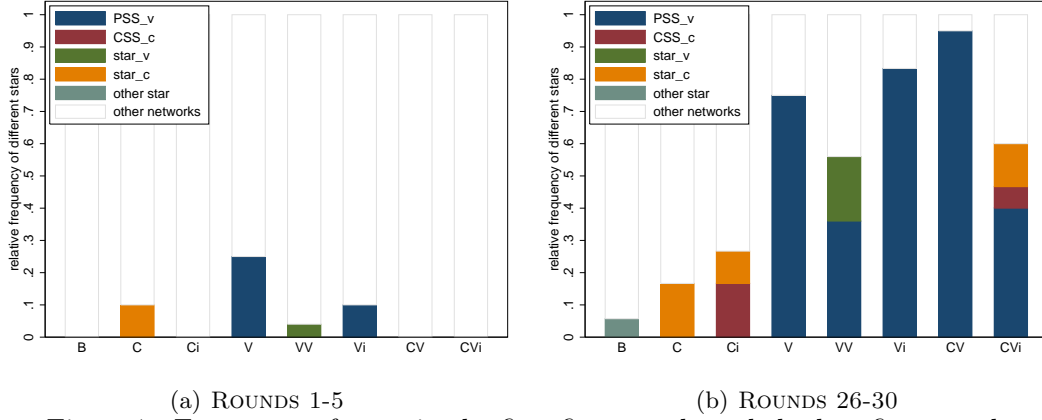 relative frequency of different stars
0 .1 .2 .3 .4 .5 .6 .7 .8 .9 1
PSS_v
CSS_c
star_v
star_c
other star
other networks
B C Ci V VV Vi CV CVi
(a) ROUNDS 1-5
relative frequency of different stars
0 .1 .2 .3 .4 .5 .6 .7 .8 .9 1
PSS_v
CSS_c
star_v
star_c
other star
other networks
B C Ci V VV Vi CV CVi
(b) ROUNDS 26-30